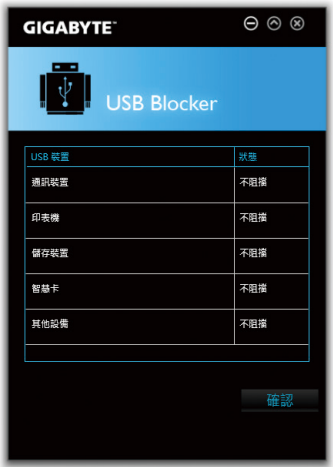 GIGABYTE™
USB Blocker
USB 裝置 狀態
通訊裝置 不阻擋
印表機 不阻擋
儲存裝置 不阻擋
智慧卡 不阻擋
其他設備 不阻擋
確認